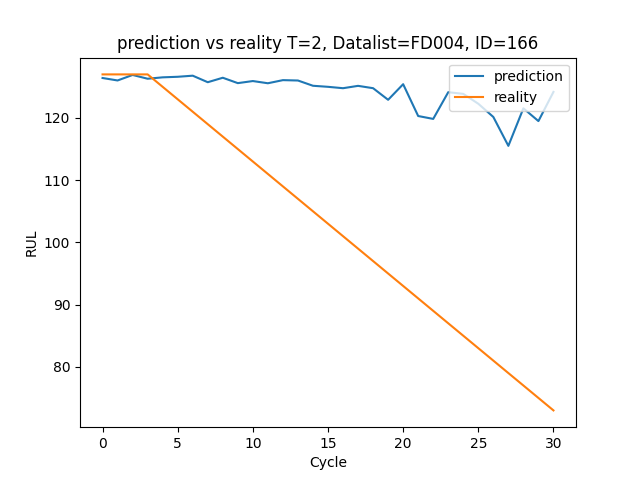 prediction vs reality T=2, Datalist=FD004, ID=166
prediction
reality
120
110
100
90
80
RUL
0 5 10 15 20 25 30
Cycle